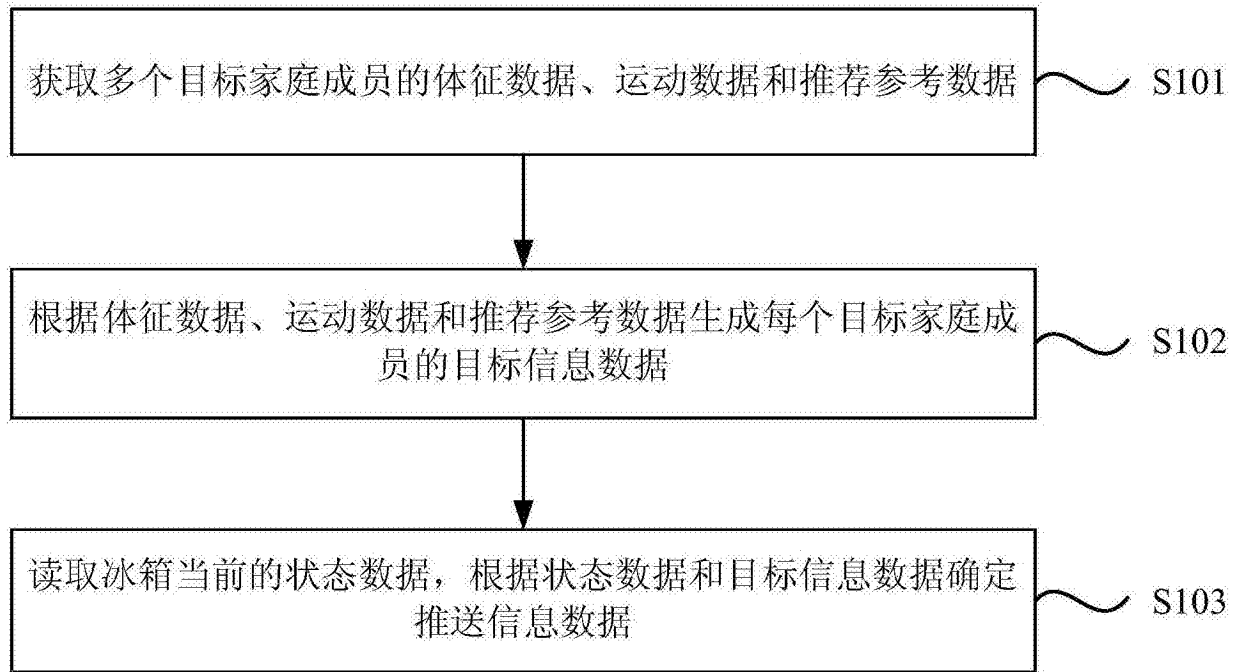 获取多个目标家庭成员的体征数据、运动数据和推荐参考数据
S101
根据体征数据、运动数据和推荐参考数据生成每个目标家庭成
员的目标信息数据
S102
读取冰箱当前的状态数据，根据状态数据和目标信息数据确定
推送信息数据
S103